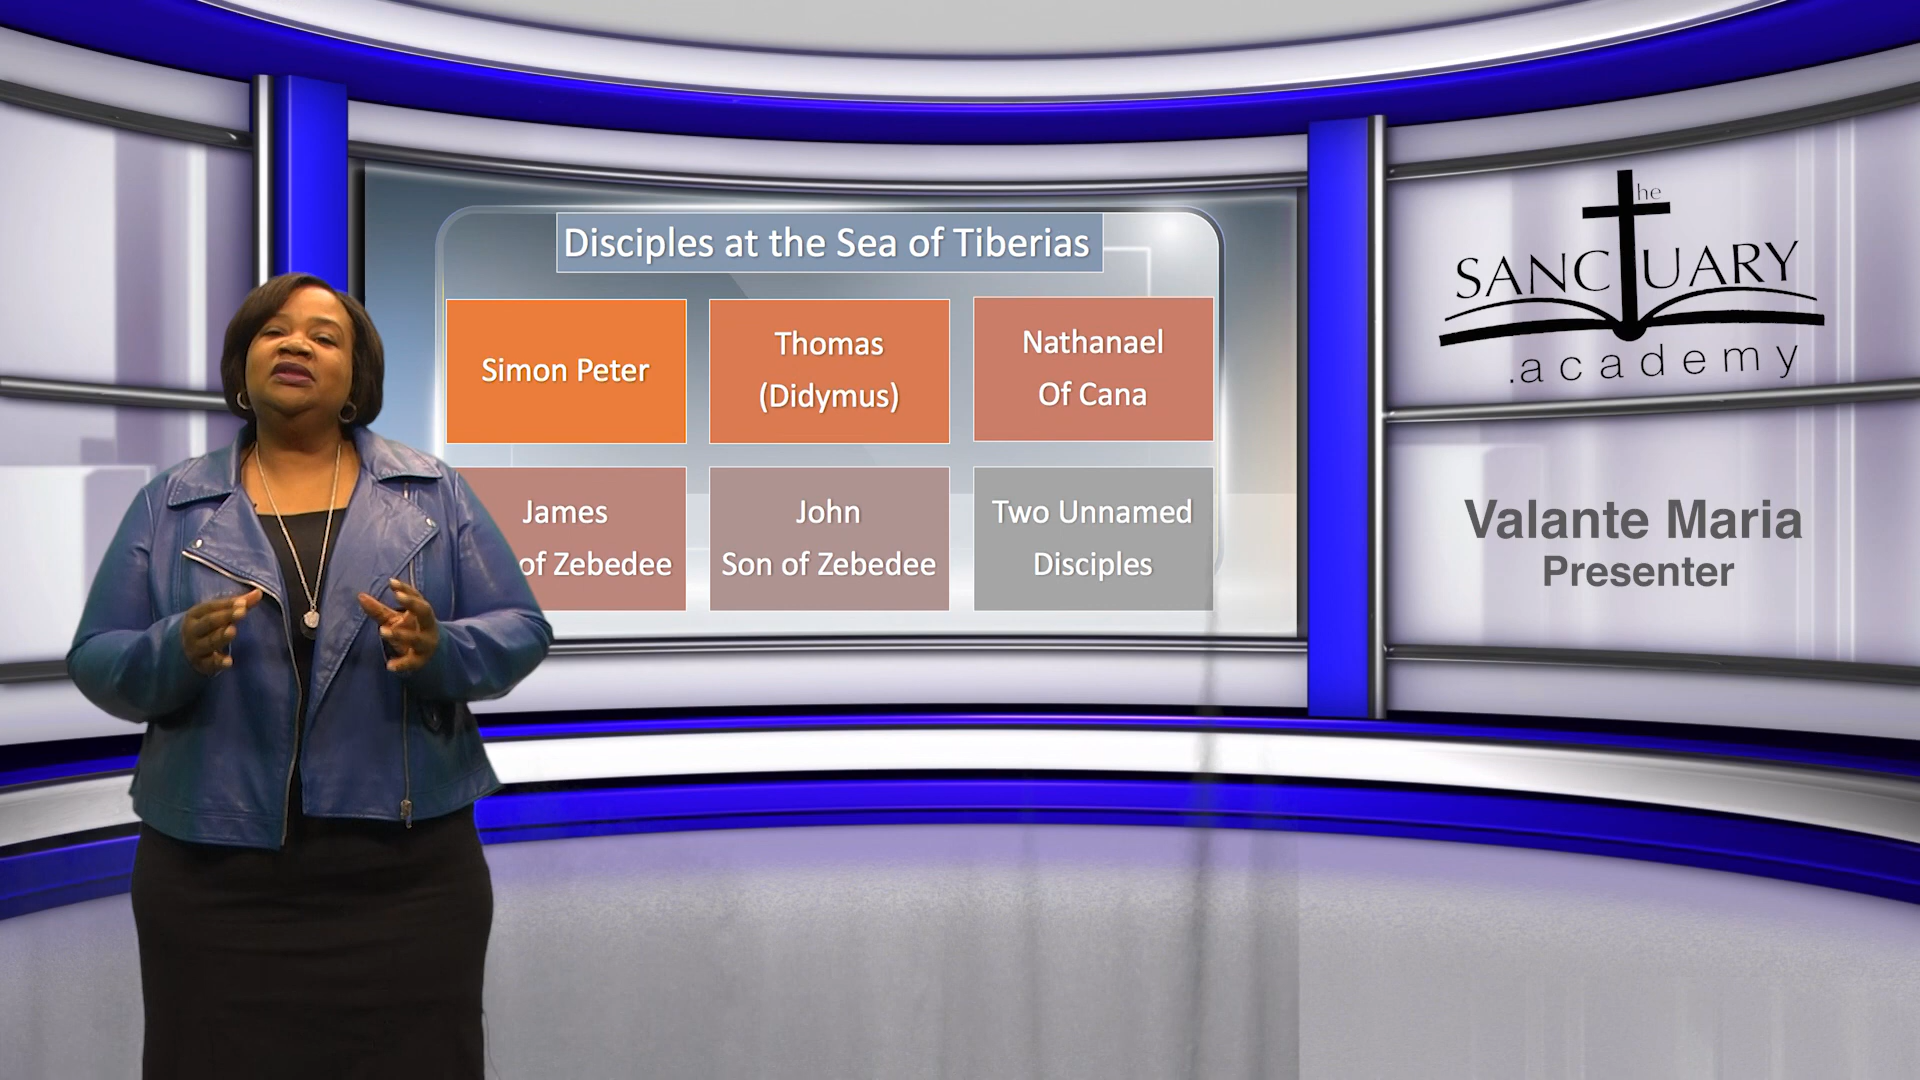 Disciples at the Sea of Tiberias
Simon Peter
Thomas
(Didymus)
Nathanael
Of Cana
James
of Zebedee
John
Son of Zebedee
Two Unnamed
Disciples
The
SANCTUARY
.academy
Valante Maria
Presenter